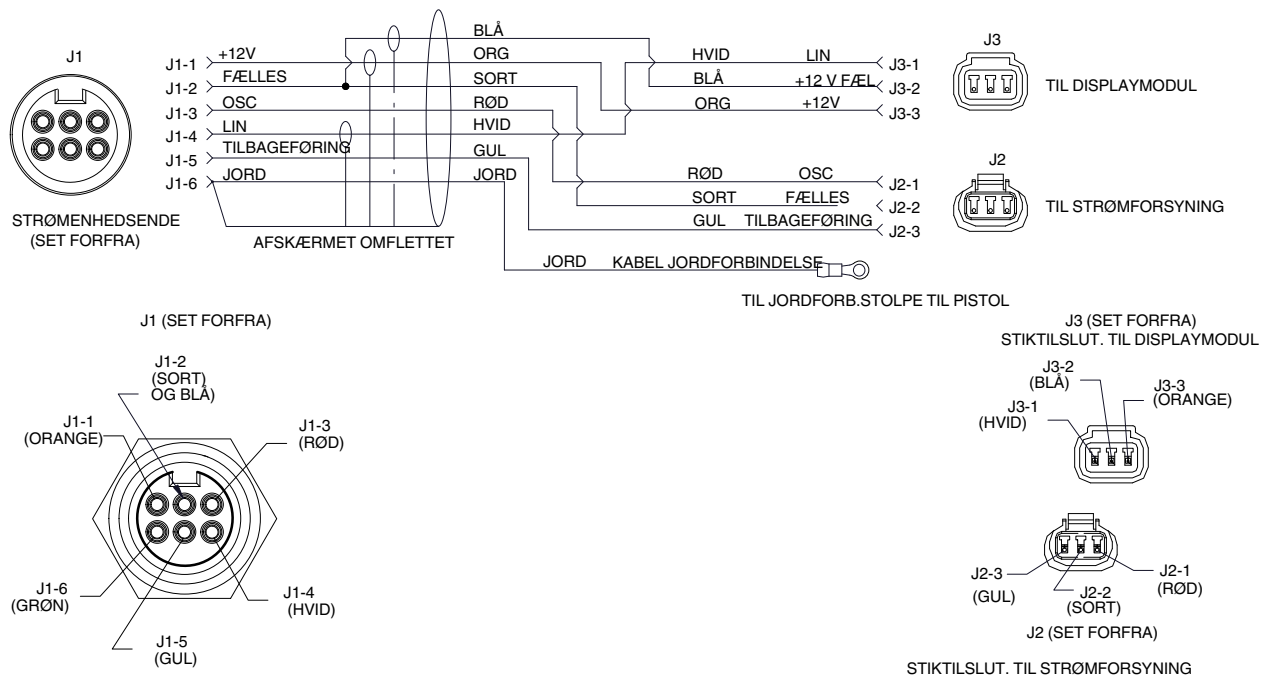 J1
J1-1 +12V
J1-2 FÆLLES
J1-3 OSC
J1-4 LIN
J1-5 TILBAGEFØRING
J1-6 JORD
STRØMENHEDSENDE
(SET FORFRA)
AFSKÆRMET OMFLETTET
BLÅ
ORG
SORT
RØD
HVID
GUL
JORD
HVID LIN J3-1
BLÅ +12 V FÆL J3-2
ORG +12V J3-3
J3
TIL DISPLAYMODUL
RØD OSC J2-1
SORT FÆLLES J2-2
GUL TILBAGEFØRING J2-3
J2
TIL STRØMFORSYNING
JORD KABEL JORDFORBINDELSE
TIL JORDFORB.STOLPE TIL PISTOL
J1 (SET FORFRA)
J1-2
(SORT)
OG BLÅ)
J1-1
(ORANGE)
J1-3
(RØD)
J1-6
(GRØN)
J1-4
(HVID)
J1-5
(GUL)
J3 (SET FORFRA)
STIKTILSLUT. TIL DISPLAYMODUL
J3-2
(BLÅ)
J3-3
(ORANGE)
J3-1
(HVID)
J2-3
(GUL)
J2-2
(SORT)
J2-1
(RØD)
J2 (SET FORFRA)
STIKTILSLUT. TIL STRØMFORSYNING